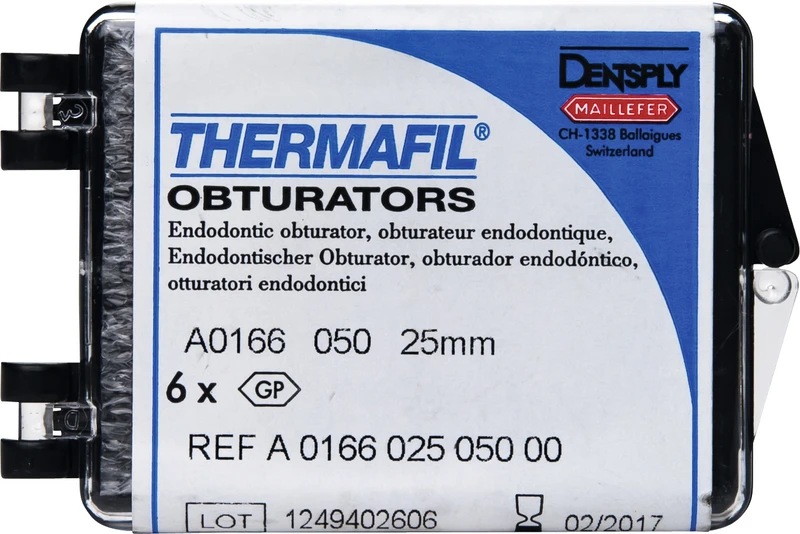 DENTSPLY
MAILLEFER
CH-1338 Ballaigues
Switzerland
THERMAFIL®
OBTURATORS
Endodontic obturator, obturateur endodontique,
Endodontischer Obturator, obturador endodóntico,
otturatori endodontici
A0166 050 25mm
6 x GP
REF A 0166 025 050 00
LOT 1249402606 02/2017